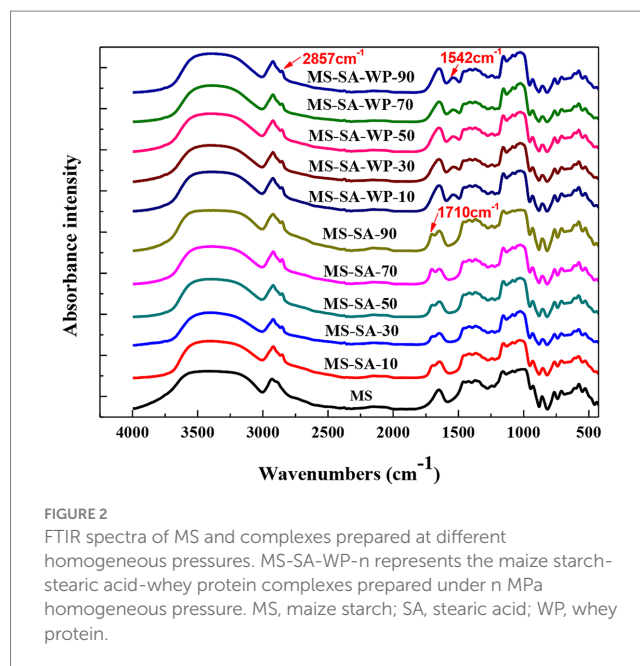 2857cm⁻¹
1542cm⁻¹
MS-SA-WP-90
MS-SA-WP-70
MS-SA-WP-50
MS-SA-WP-30
MS-SA-WP-10
1710cm⁻¹
MS-SA-90
MS-SA-70
MS-SA-50
MS-SA-30
MS-SA-10
MS
Absorbance intensity
4000 3500 3000 2500 2000 1500 1000 500
Wavenumbers (cm⁻¹)
FIGURE 2
FTIR spectra of MS and complexes prepared at different
homogeneous pressures. MS-SA-WP-n represents the maize starch-
stearic acid-whey protein complexes prepared under n MPa
homogeneous pressure. MS, maize starch; SA, stearic acid; WP, whey
protein.